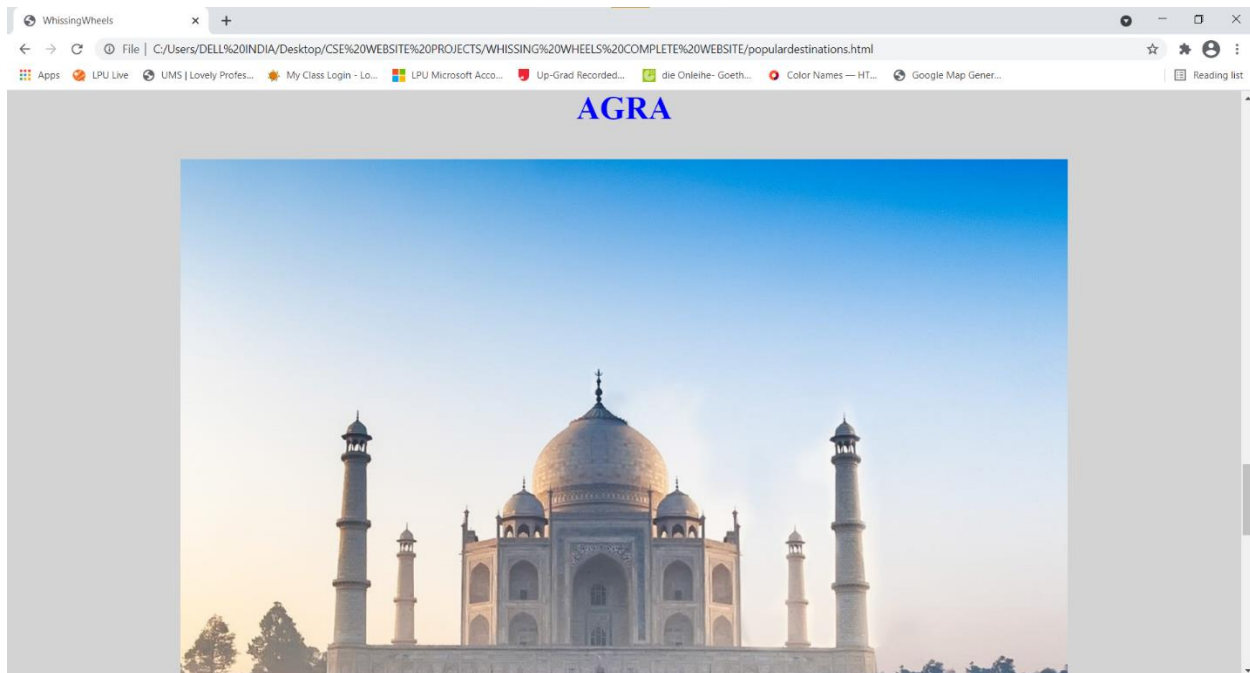 WhissingWheels
File | C:/Users/DELL%20INDIA/Desktop/CSE%20WEBSITE%20PROJECTS/WHISSING%20WHEELS%20COMPLETE%20WEBSITE/populardestinations.html
Apps LPU Live UMS | Lovely Profes... My Class Login - Lo... LPU Microsoft Acco... Up-Grad Recorded... die Onleihe- Goeth... Color Names — HT... Google Map Gener... Reading list
AGRA